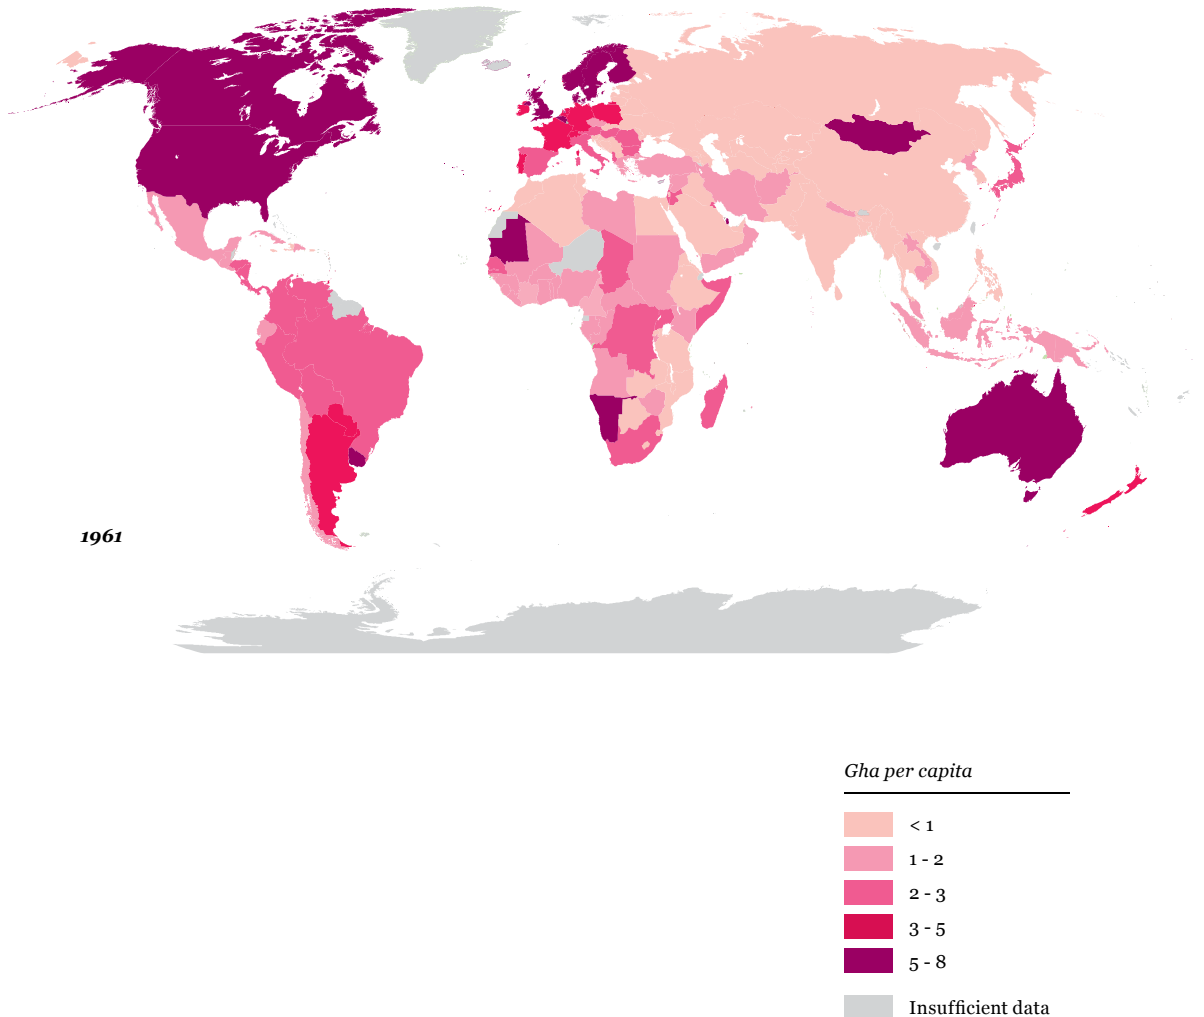 1961
Gha per capita
< 1
1 - 2
2 - 3
3 - 5
5 - 8
Insufficient data